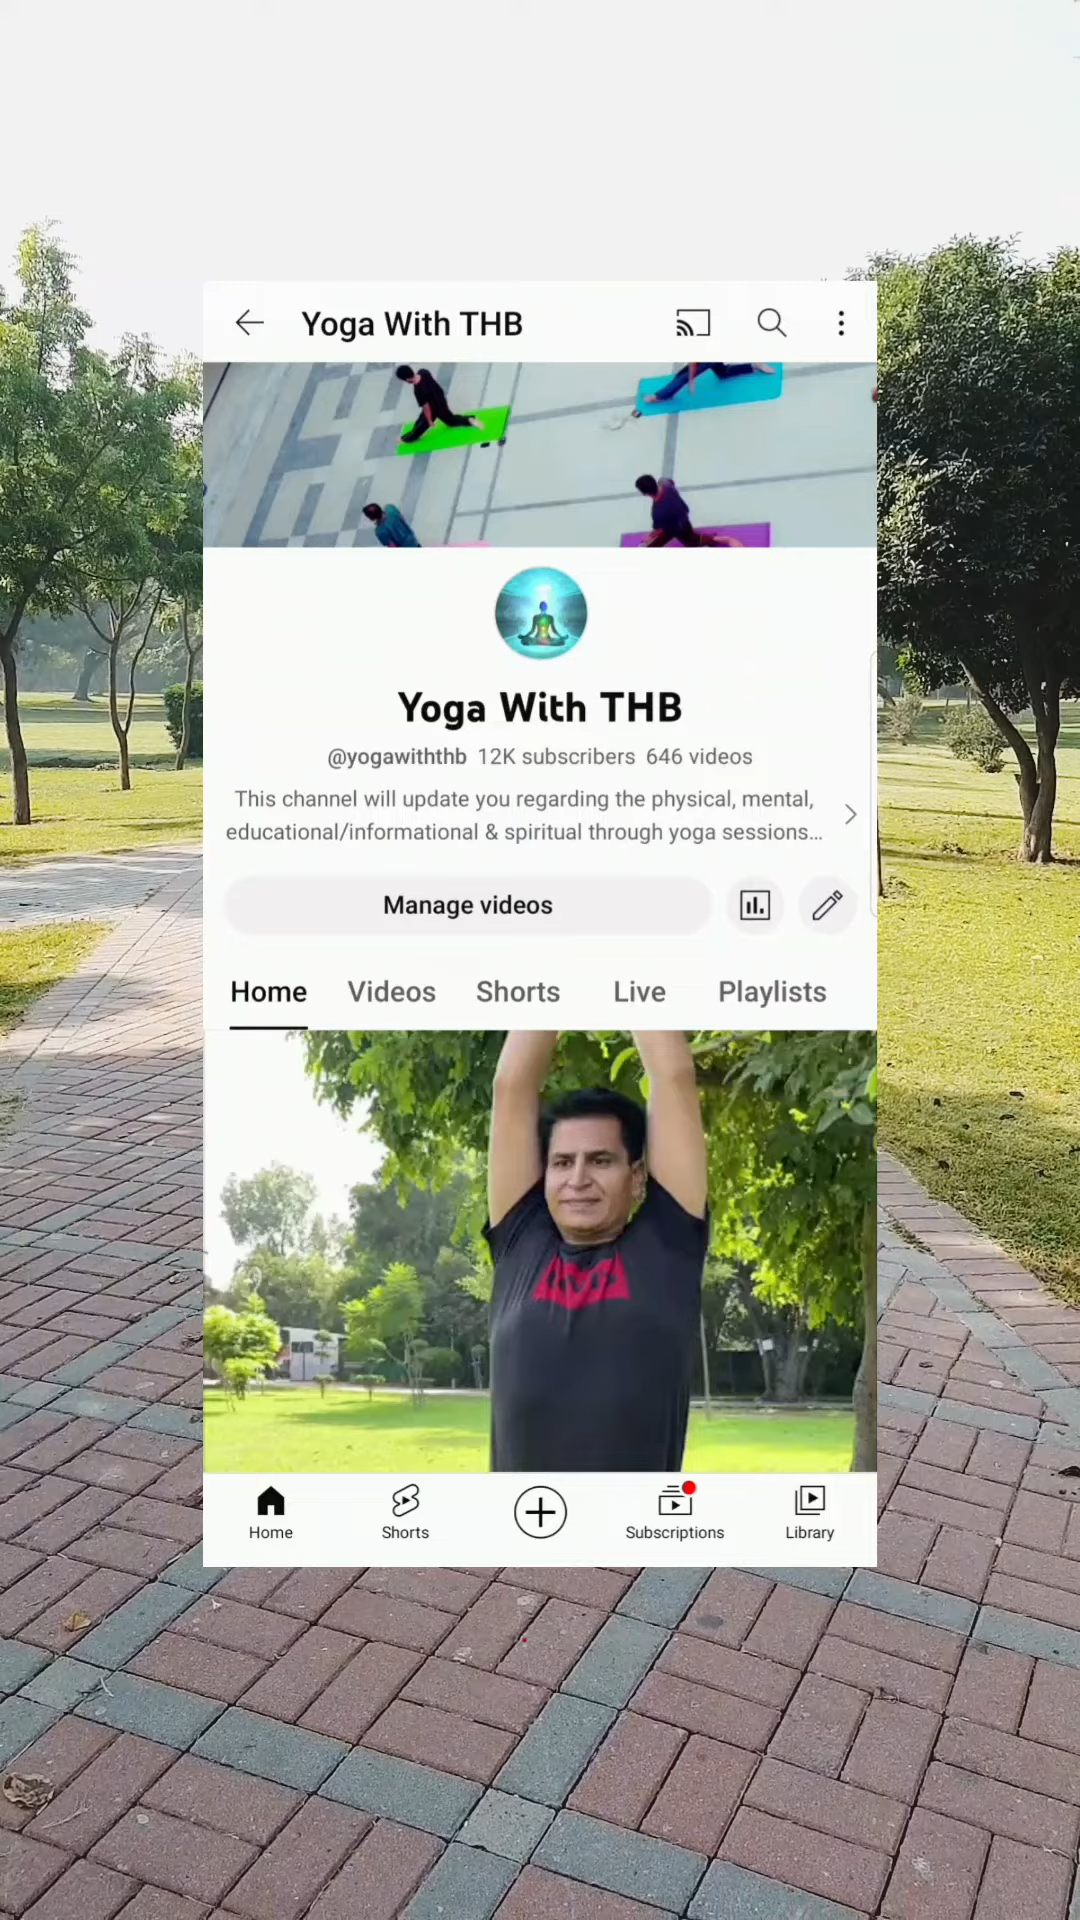 Yoga With THB
Yoga With THB
@yogawiththb 12K subscribers 646 videos
This channel will update you regarding the physical, mental,
educational/informational & spiritual through yoga sessions...
Manage videos
Home Videos Shorts Live Playlists
Home Shorts Subscriptions Library